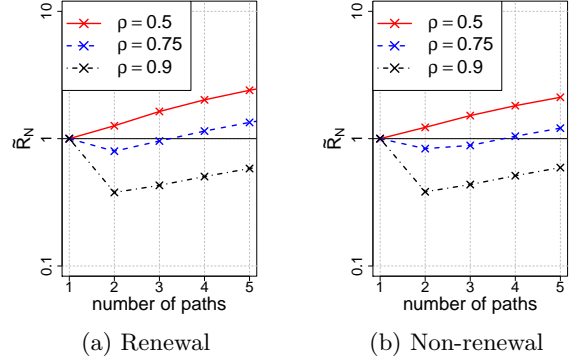 ρ = 0.5
ρ = 0.75
ρ = 0.9
10
1
0.1
R̃_N
1 2 3 4 5
number of paths
(a) Renewal
ρ = 0.5
ρ = 0.75
ρ = 0.9
10
1
0.1
R̃_N
1 2 3 4 5
number of paths
(b) Non-renewal